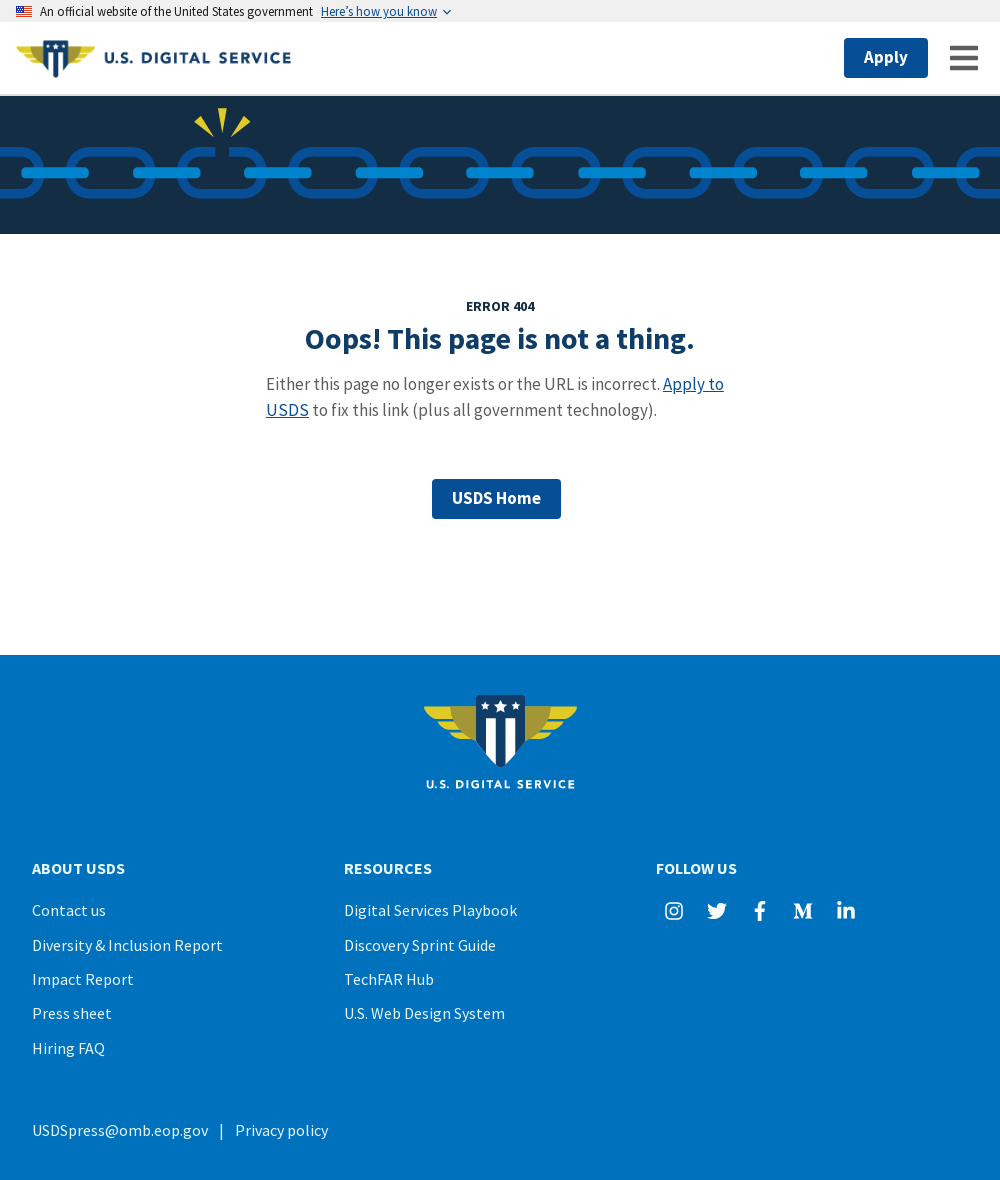 An official website of the United States government Here’s how you know
U.S. DIGITAL SERVICE
Apply
ERROR 404
Oops! This page is not a thing.
Either this page no longer exists or the URL is incorrect. Apply to
USDS to fix this link (plus all government technology).
USDS Home
U.S. DIGITAL SERVICE
ABOUT USDS
Contact us
Diversity & Inclusion Report
Impact Report
Press sheet
Hiring FAQ
RESOURCES
Digital Services Playbook
Discovery Sprint Guide
TechFAR Hub
U.S. Web Design System
FOLLOW US
USDSpress@omb.eop.gov | Privacy policy